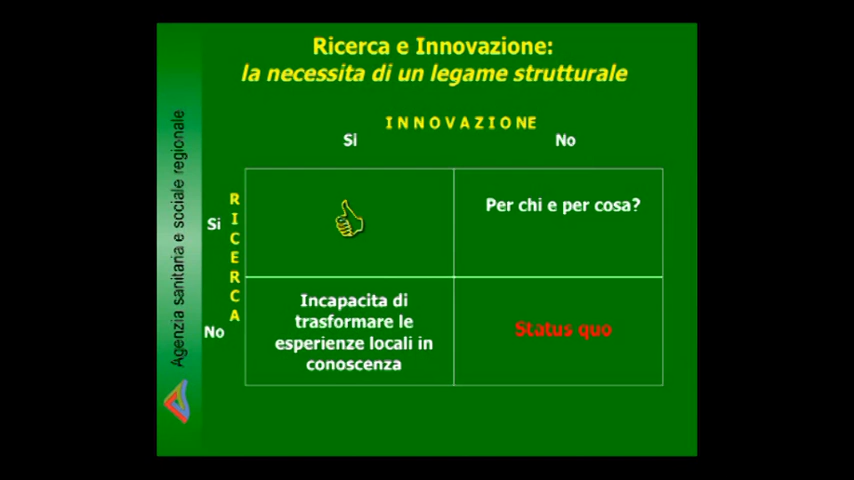 Ricerca e Innovazione:
la necessita di un legame strutturale
INNOVAZIONE
Si
No
RICERCA
Si
Per chi e per cosa?
No
Incapacita di
trasformare le
esperienze locali in
conoscenza
Status quo
Agenzia sanitaria e sociale regionale